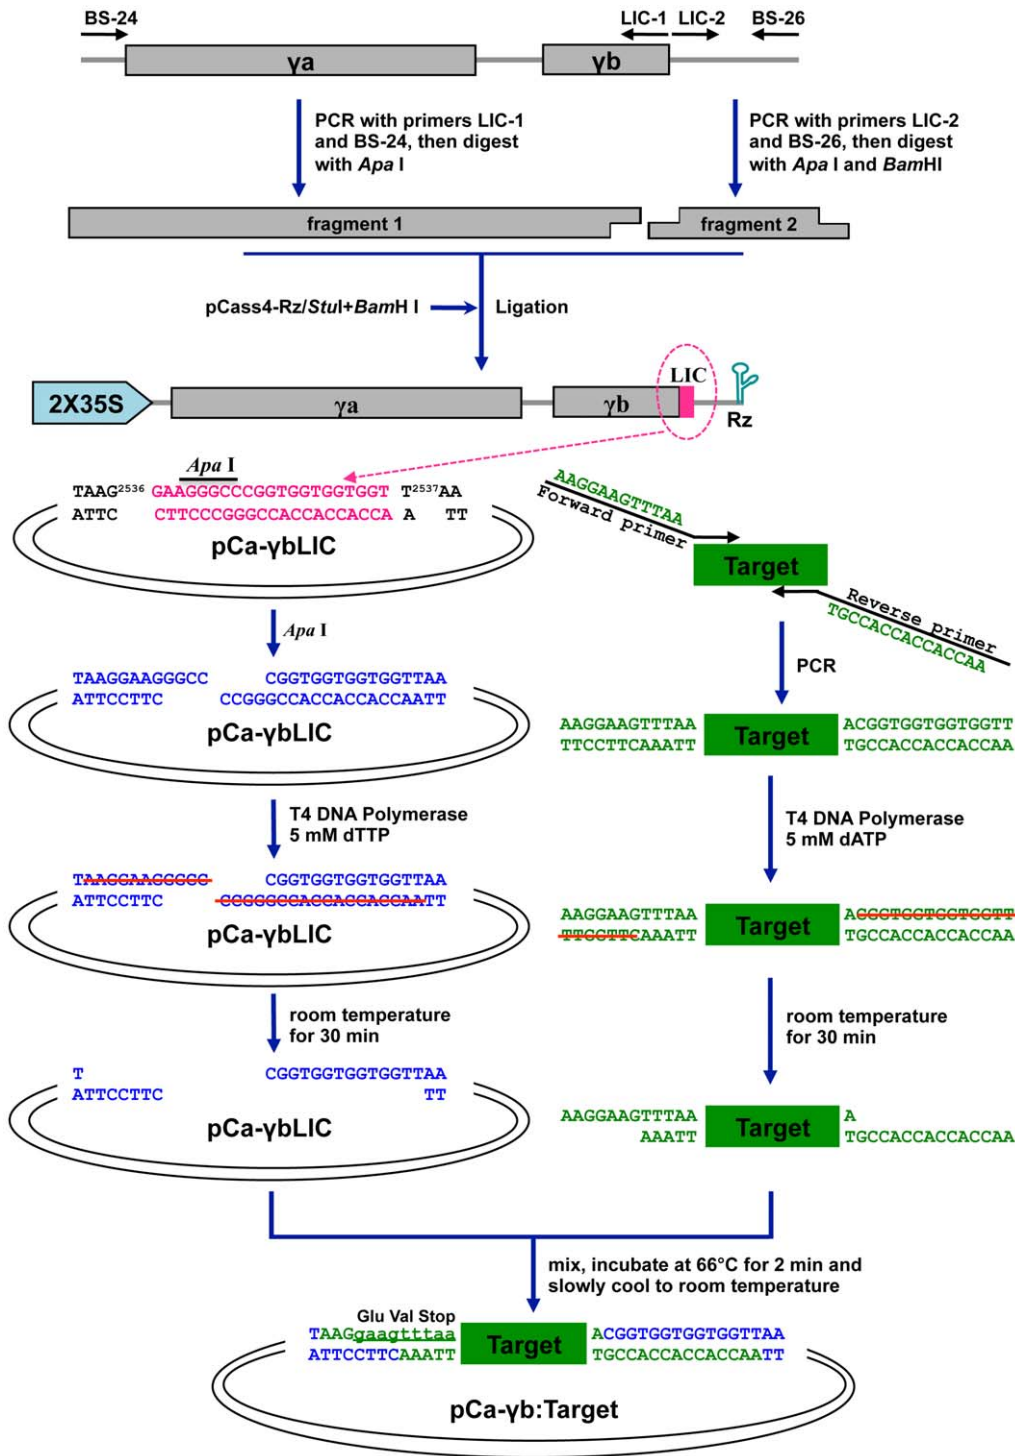 BS-24
LIC-1 LIC-2 BS-26
γa
γb
PCR with primers LIC-1
and BS-24, then digest
with Apa I
PCR with primers LIC-2
and BS-26, then digest
with Apa I and BamHI
fragment 1
fragment 2
pCass4-Rz/StuI+BamH I
Ligation
2X35S
γa
γb
LIC
Rz
Apa I
TAAG2536 GAAGGGCCCGGTGGTGGTGGT T2537AA
ATTC CTTCCCGGGCCACCACCACCA A TT
pCa-γbLIC
AAGGAAGTTTAA
Forward primer
Target
Reverse primer
TGCCACCACCACCAA
Apa I
PCR
TAAGGAAGGGCC CGGTGGTGGTGGTTAA
ATTCCTTC CCGGGCCACCACCACCAATT
pCa-γbLIC
AAGGAAGTTTAA Target ACGGTGGTGGTGGTT
TTCCTTCAAATT TGCCACCACCACCAA
T4 DNA Polymerase
5 mM dTTP
T4 DNA Polymerase
5 mM dATP
TAAGGAAGGGCC CGGTGGTGGTGGTTAA
ATTCCTTC CCGGGCCACCACCACCAATT
pCa-γbLIC
AAGGAAGTTTAA Target ACGGTGGTGGTGGTT
TTCCTTCAAATT TGCCACCACCACCAA
room temperature
for 30 min
room temperature
for 30 min
T CGGTGGTGGTGGTTAA
ATTCCTTC TT
pCa-γbLIC
AAGGAAGTTTAA Target A
AAATT TGCCACCACCACCAA
mix, incubate at 66°C for 2 min and
slowly cool to room temperature
Glu Val Stop
TAAGgaagtttaa Target ACGGTGGTGGTGGTTAA
ATTCCTTCAAATT TGCCACCACCACCAATT
pCa-γb:Target